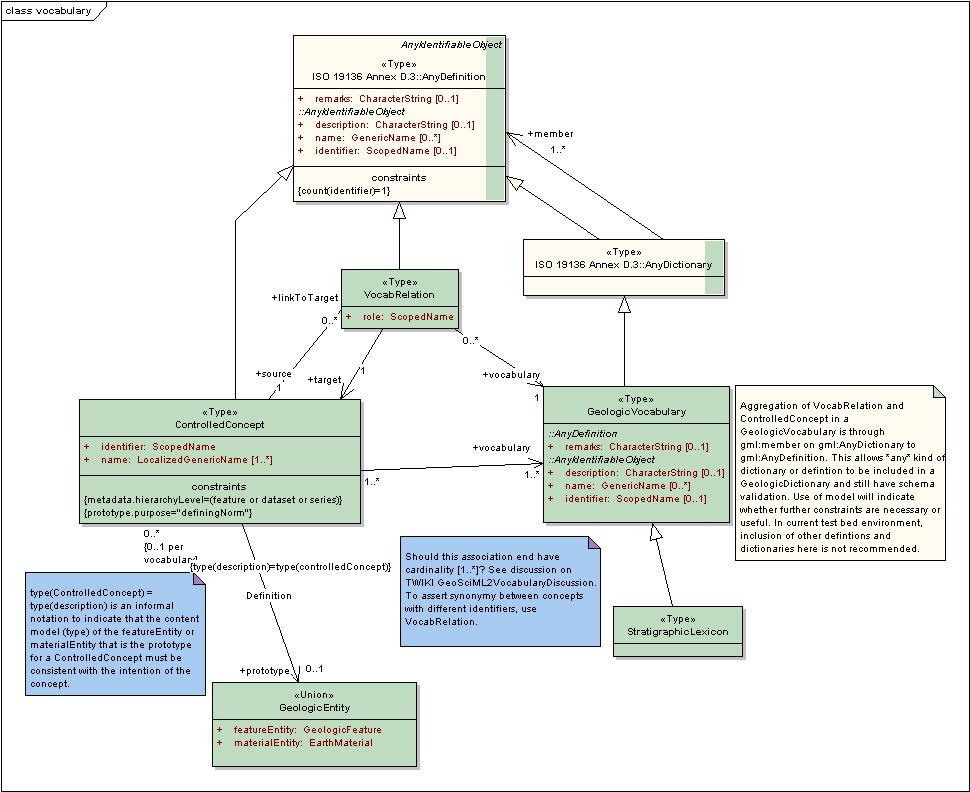 class vocabulary
AnyIdentifiableObject
«Type»
ISO 19136 Annex D.3::AnyDefinition
+ remarks: CharacterString [0..1]
::AnyIdentifiableObject
+ description: CharacterString [0..1]
+ name: GenericName [0..*]
+ identifier: ScopedName [0..1]
constraints
{count(identifier)=1}
+member
1..*
«Type»
ISO 19136 Annex D.3::AnyDictionary
«Type»
VocabRelation
+ role: ScopedName
+linkToTarget
0..*
0..*
+source
1
+target
1
+vocabulary
1
«Type»
ControlledConcept
+ identifier: ScopedName
+ name: LocalizedGenericName [1..*]
constraints
{metadata.hierarchyLevel=(feature or dataset or series)}
{prototype.purpose="definingNorm"}
+vocabulary
1..*
1..*
«Type»
GeologicVocabulary
::AnyDefinition
+ remarks: CharacterString [0..1]
::AnyIdentifiableObject
+ description: CharacterString [0..1]
+ name: GenericName [0..*]
+ identifier: ScopedName [0..1]
Aggregation of VocabRelation and
ControlledConcept in a
GeologicVocabulary is through
gml:member on gml:AnyDictionary to
gml:AnyDefinition. This allows *any* kind of
dictionary or defintion to be included in a
GeologicDictionary and still have schema
validation. Use of model will indicate
whether further constraints are necessary or
useful. In current test bed environment,
inclusion of other defintions and
dictionaries here is not recommended.
0..*
{0..1 per
vocabulary}
{type(description)=type(controlledConcept)}
Definition
Should this association end have
cardinality [1..*]? See discussion on
TWIKI GeoSciML2VocabularyDiscussion.
To assert synonymy between concepts
with different identifiers, use
VocabRelation.
type(ControlledConcept) =
type(description) is an informal
notation to indicate that the content
model (type) of the featureEntity or
materialEntity that is the prototype
for a ControlledConcept must be
consistent with the intention of the
concept.
«Type»
StratigraphicLexicon
+prototype
0..1
«Union»
GeologicEntity
+ featureEntity: GeologicFeature
+ materialEntity: EarthMaterial